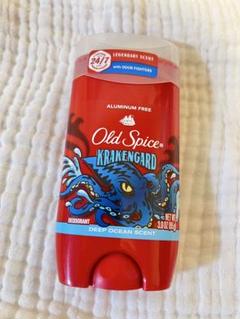 24/7
LEGENDARY SCENT
with ODOR FIGHTERS
ALUMINUM FREE
Old Spice®
KRAKENGARD
DEODORANT
NET WT
3.0 OZ (85 g)
DEEP OCEAN SCENT